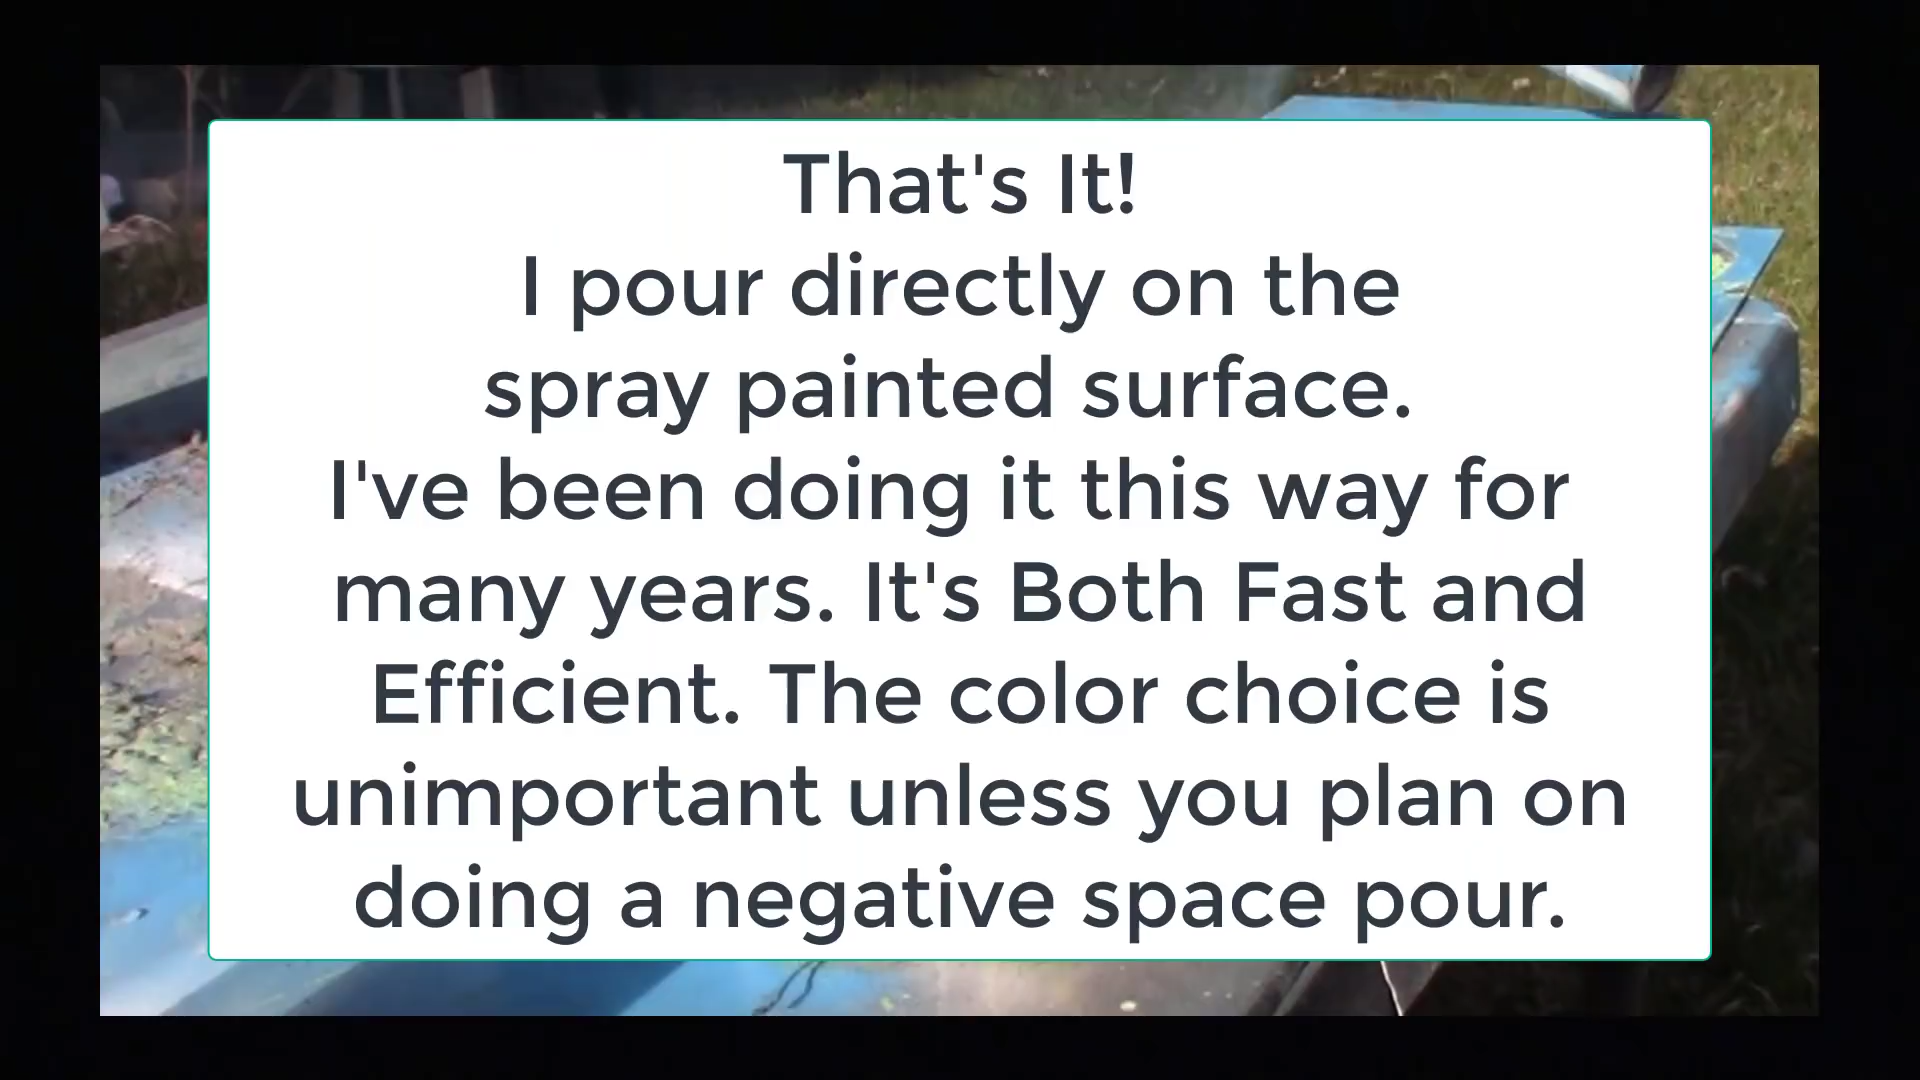 That's It!
I pour directly on the
spray painted surface.
I've been doing it this way for
many years. It's Both Fast and
Efficient. The color choice is
unimportant unless you plan on
doing a negative space pour.